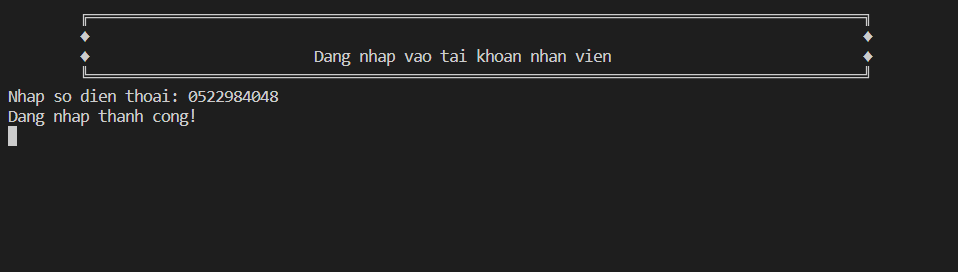 Dang nhap vao tai khoan nhan vien
Nhap so dien thoai: 0522984048
Dang nhap thanh cong!